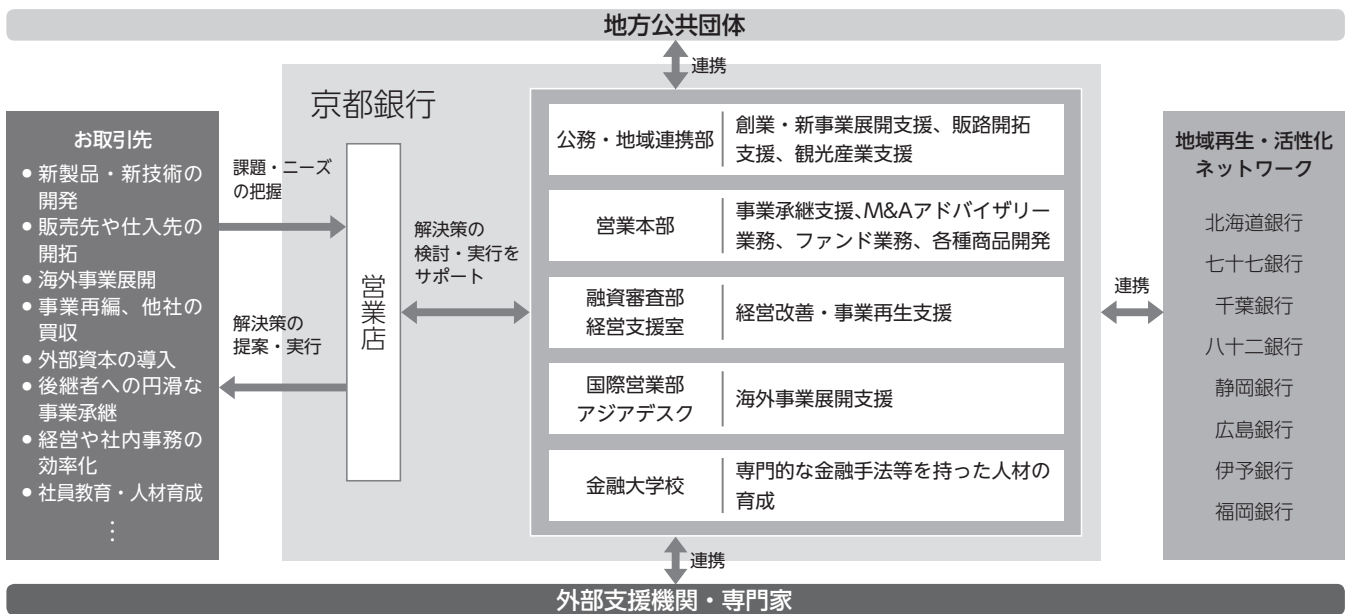 地方公共団体
連携
京都銀行
お取引先
● 新製品・新技術の
開発
● 販売先や仕入先の
開拓
● 海外事業展開
● 事業再編、他社の
買収
● 外部資本の導入
● 後継者への円滑な
事業承継
● 経営や社内事務の
効率化
● 社員教育・人材育成
⋮
課題・ニーズ
の把握
解決策の
提案・実行
営業店
解決策の
検討・実行を
サポート
公務・地域連携部
創業・新事業展開支援、販路開拓
支援、観光産業支援
営業本部
事業承継支援、M&Aアドバイザリー
業務、ファンド業務、各種商品開発
融資審査部
経営支援室
経営改善・事業再生支援
国際営業部
アジアデスク
海外事業展開支援
金融大学校
専門的な金融手法等を持った人材の
育成
連携
地域再生・活性化
ネットワーク
北海道銀行
七十七銀行
千葉銀行
八十二銀行
静岡銀行
広島銀行
伊予銀行
福岡銀行
連携
外部支援機関・専門家